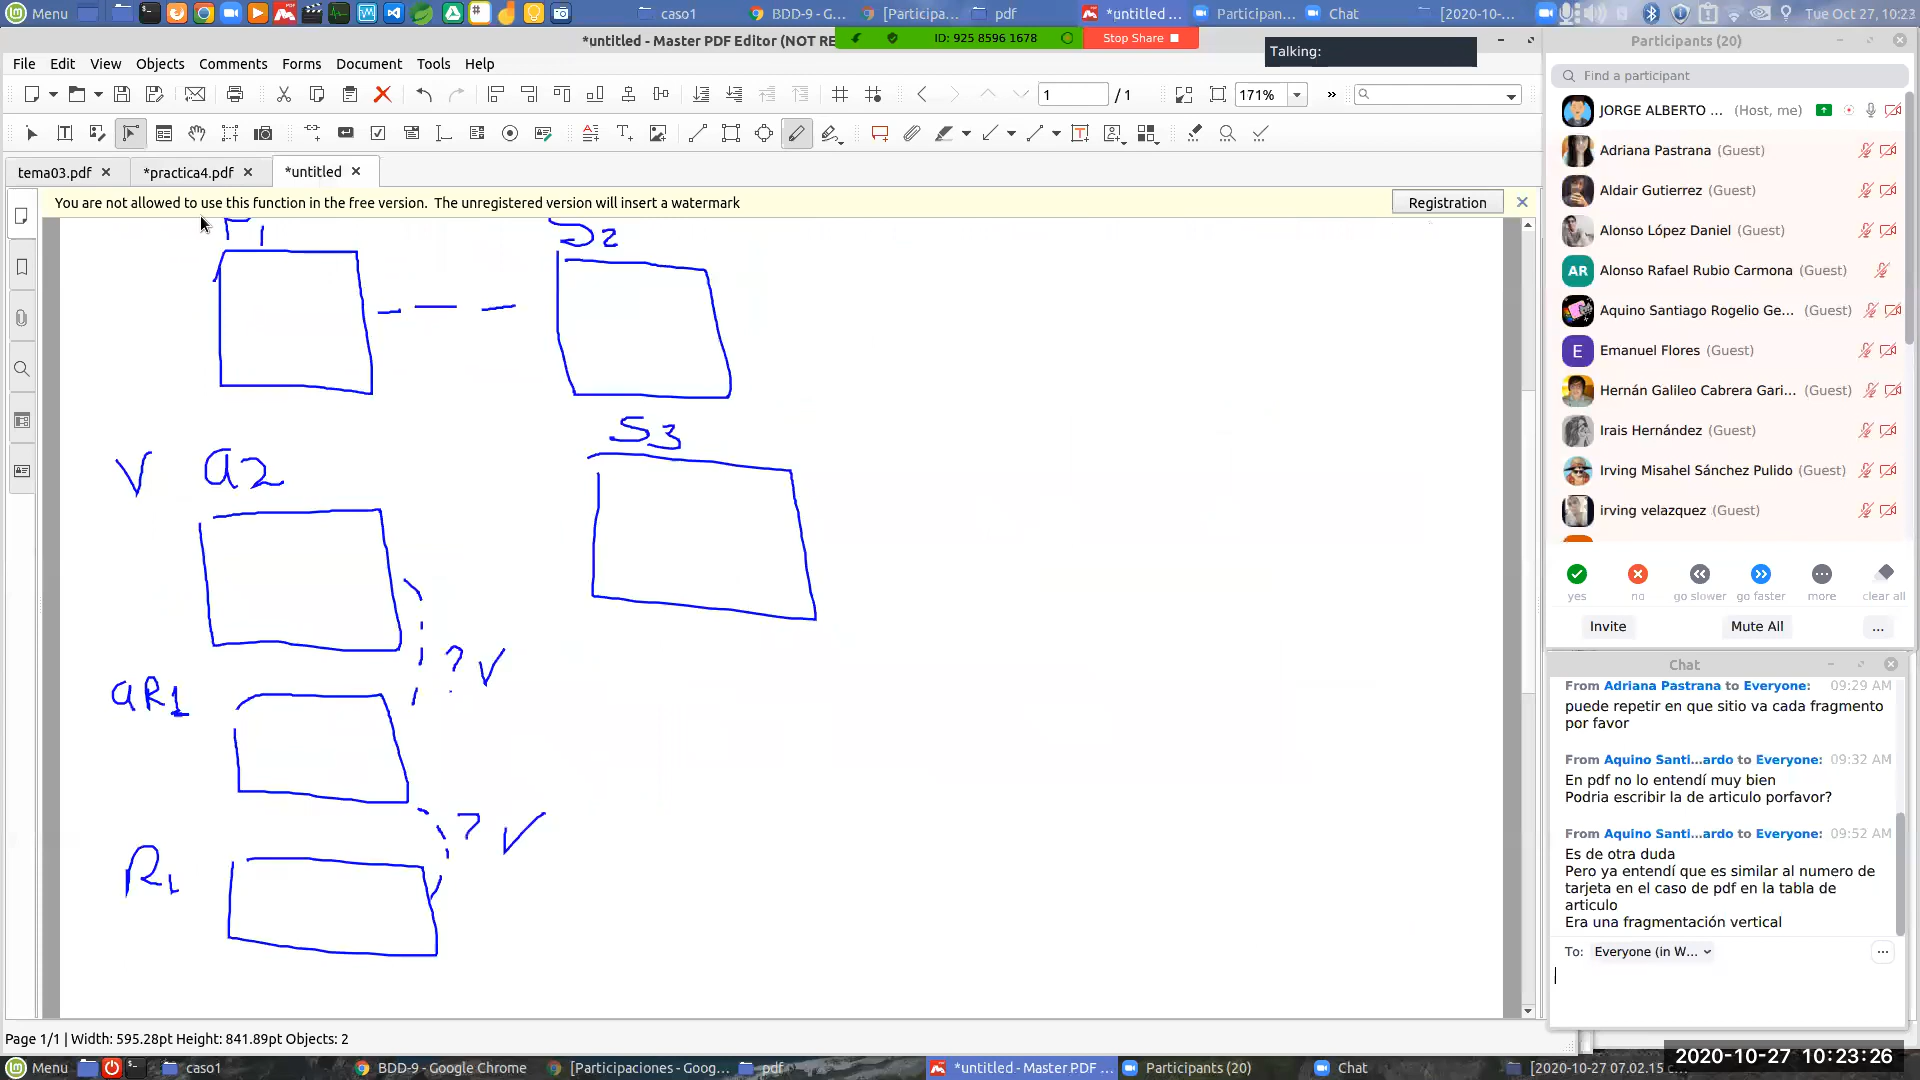 Menu
caso1
BDD-9 - G...
[Participa...
pdf
*untitled ...
Participan...
Chat
[2020-10-...
Tue Oct 27, 10:23
*untitled - Master PDF Editor (NOT RE
ID: 925 8596 1678
Stop Share
Talking:
File Edit View Objects Comments Forms Document Tools Help
1 / 1
171%
tema03.pdf
*practica4.pdf
*untitled
You are not allowed to use this function in the free version. The unregistered version will insert a watermark
Registration
S2
S3
V a2
? ✓
aR1
? ✓
R1
Page 1/1 | Width: 595.28pt Height: 841.89pt Objects: 2
Participants (20)
Find a participant
JORGE ALBERTO ... (Host, me)
Adriana Pastrana (Guest)
Aldair Gutierrez (Guest)
Alonso López Daniel (Guest)
AR Alonso Rafael Rubio Carmona (Guest)
Aquino Santiago Rogelio Ge... (Guest)
E Emanuel Flores (Guest)
Hernán Galileo Cabrera Gari... (Guest)
Irais Hernández (Guest)
Irving Misahel Sánchez Pulido (Guest)
irving velazquez (Guest)
yes no go slower go faster more clear all
Invite
Mute All
...
Chat
From Adriana Pastrana to Everyone: 09:29 AM
puede repetir en que sitio va cada fragmento
por favor
From Aquino Santi...ardo to Everyone: 09:32 AM
En pdf no lo entendí muy bien
Podria escribir la de articulo porfavor?
From Aquino Santi...ardo to Everyone: 09:52 AM
Es de otra duda
Pero ya entendí que es similar al numero de
tarjeta en el caso de pdf en la tabla de
articulo
Era una fragmentación vertical
To: Everyone (in W...
2020-10-27 10:23:26
Menu
caso1
BDD-9 - Google Chrome
[Participaciones - Goog...
pdf
*untitled - Master PDF ...
Participants (20)
Chat
[2020-10-27 07.02.15 c...